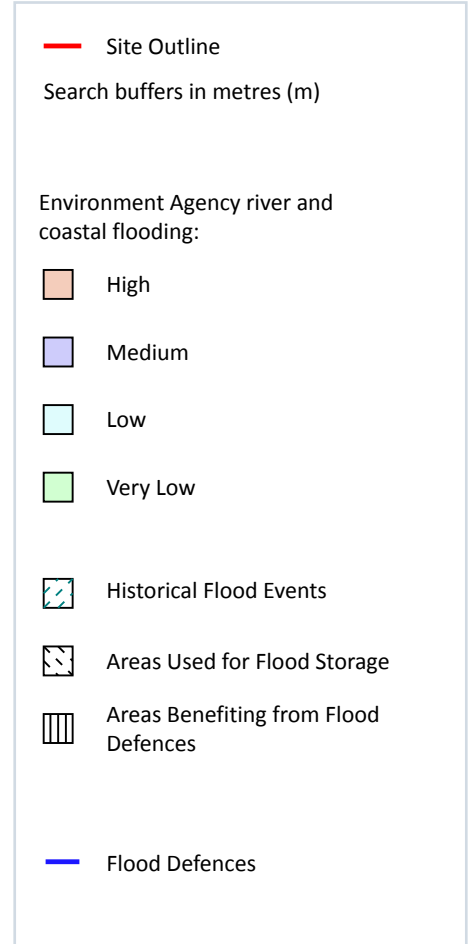 Site Outline
Search buffers in metres (m)
Environment Agency river and
coastal flooding:
High
Medium
Low
Very Low
Historical Flood Events
Areas Used for Flood Storage
Areas Benefiting from Flood
Defences
Flood Defences